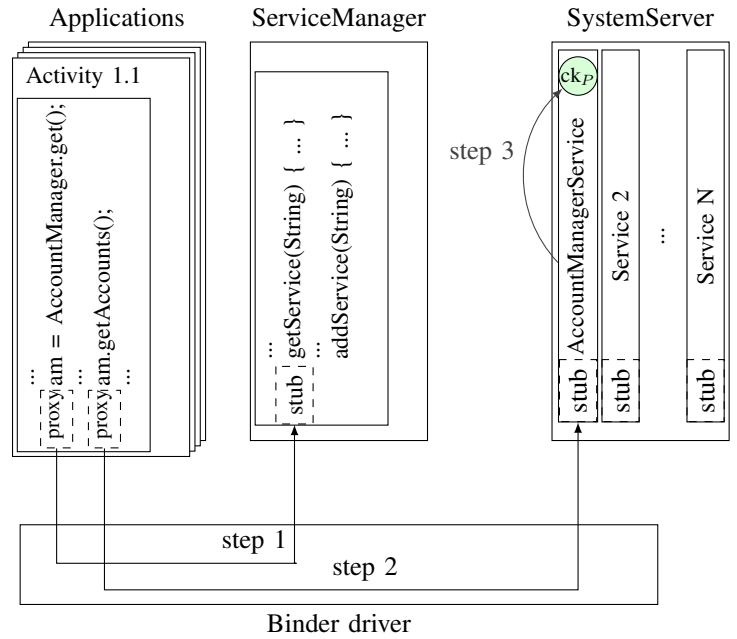 Applications
ServiceManager
SystemServer
Activity 1.1
...
proxy am = AccountManager.get();
...
proxy am.getAccounts();
...
...
stub getService(String) { ... }
...
addService(String) { ... }
step 3
ckP
stub AccountManagerService
stub Service 2
...
stub Service N
step 1
step 2
Binder driver